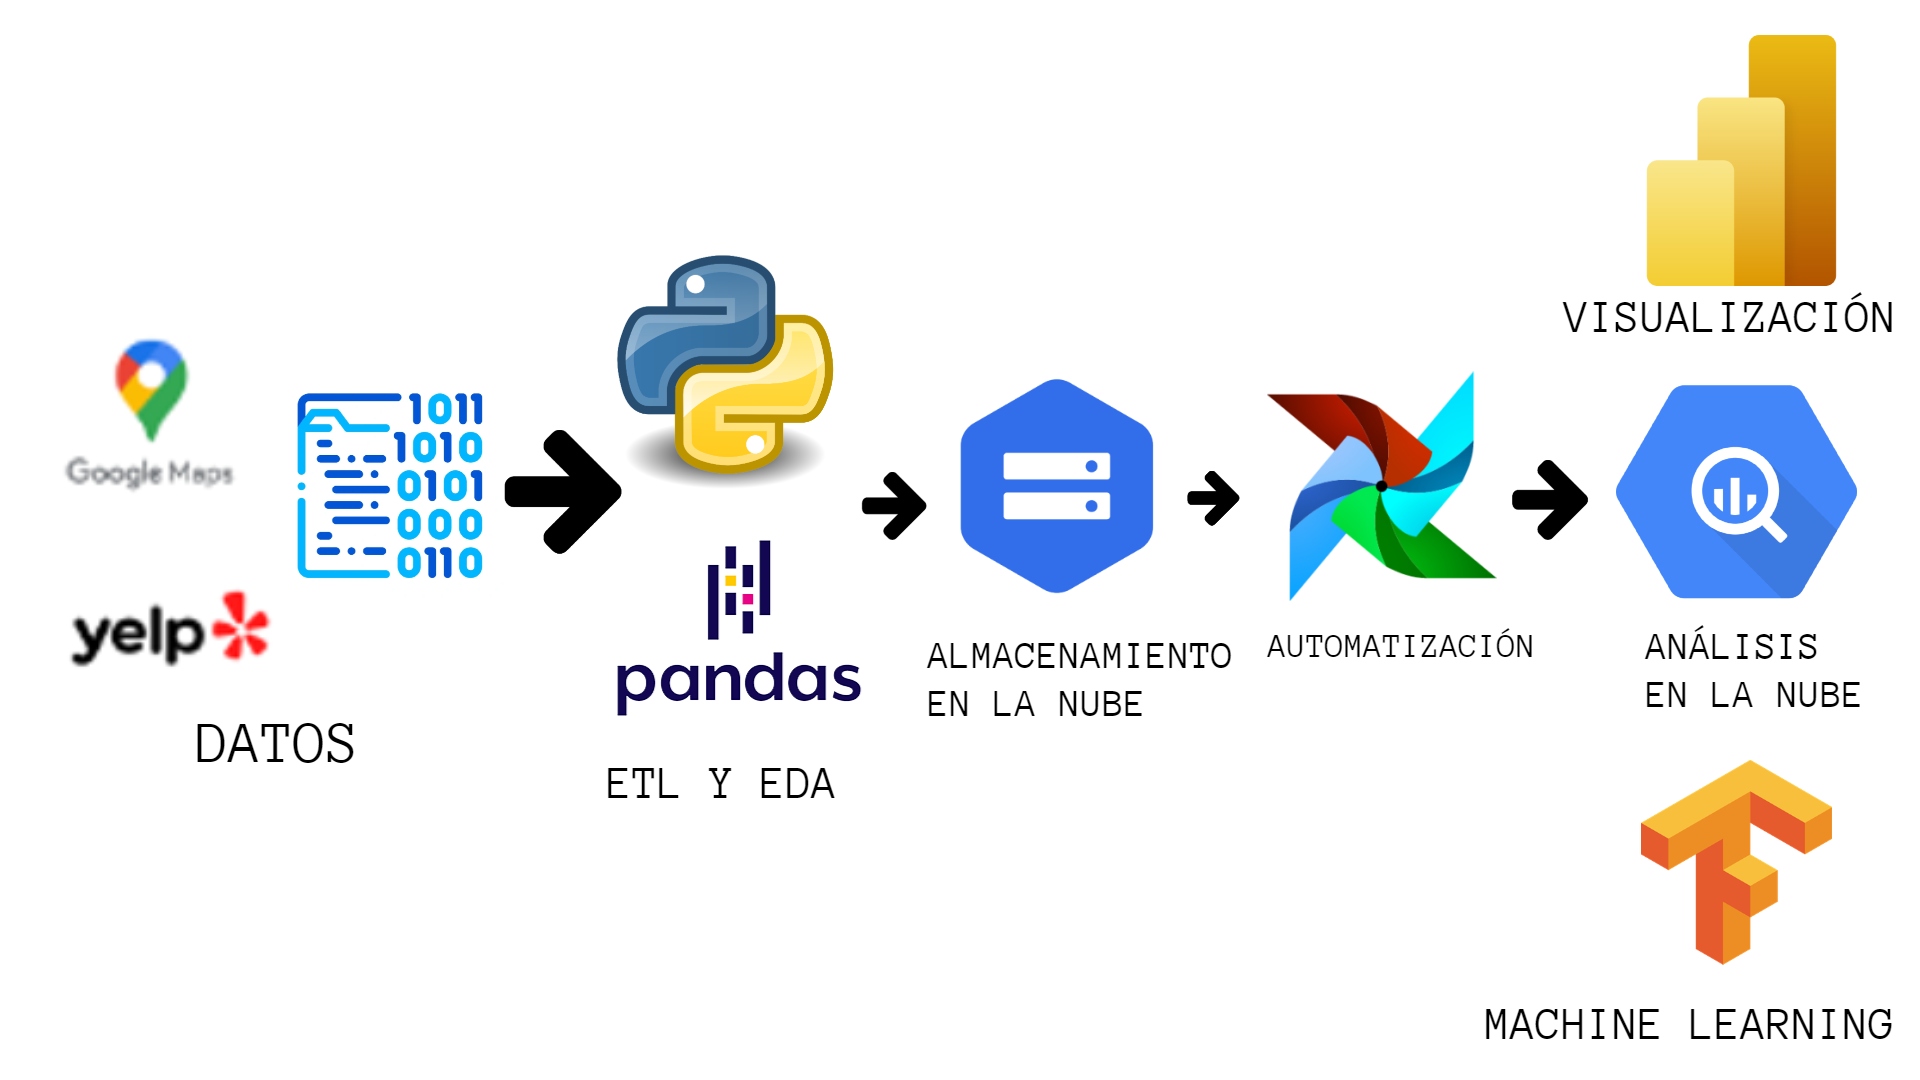 Google Maps
yelp
1011
1010
0101
000
0110
DATOS
pandas
ETL Y EDA
ALMACENAMIENTO
EN LA NUBE
AUTOMATIZACIÓN
VISUALIZACIÓN
ANÁLISIS
EN LA NUBE
MACHINE LEARNING